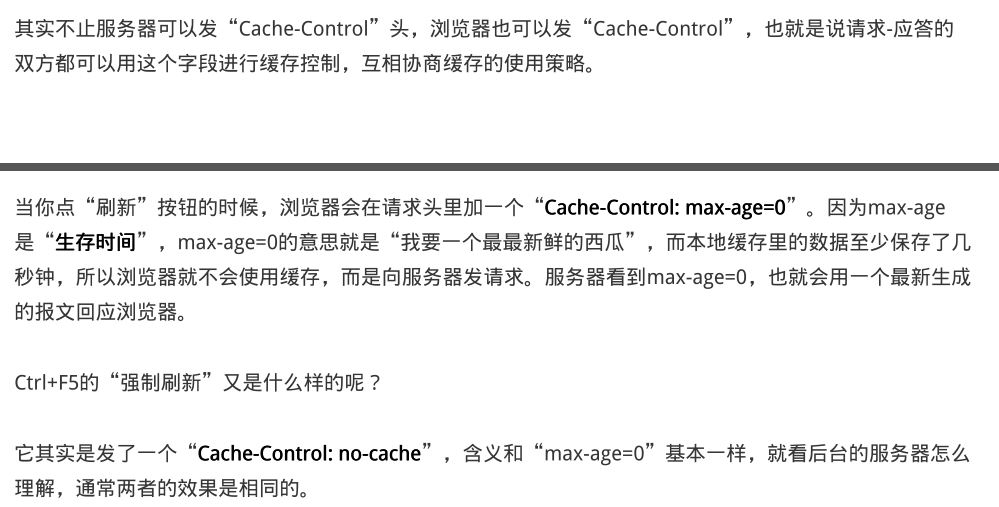 其实不止服务器可以发“Cache-Control”头，浏览器也可以发“Cache-Control”，也就是说请求-应答的
双方都可以用这个字段进行缓存控制，互相协商缓存的使用策略。
当你点“刷新”按钮的时候，浏览器会在请求头里加一个“Cache-Control: max-age=0”。因为max-age
是“生存时间”，max-age=0的意思就是“我要一个最最新鲜的西瓜”，而本地缓存里的数据至少保存了几
秒钟，所以浏览器就不会使用缓存，而是向服务器发请求。服务器看到max-age=0，也就会用一个最新生成
的报文回应浏览器。
Ctrl+F5的“强制刷新”又是什么样的呢？
它其实是发了一个“Cache-Control: no-cache”，含义和“max-age=0”基本一样，就看后台的服务器怎么
理解，通常两者的效果是相同的。